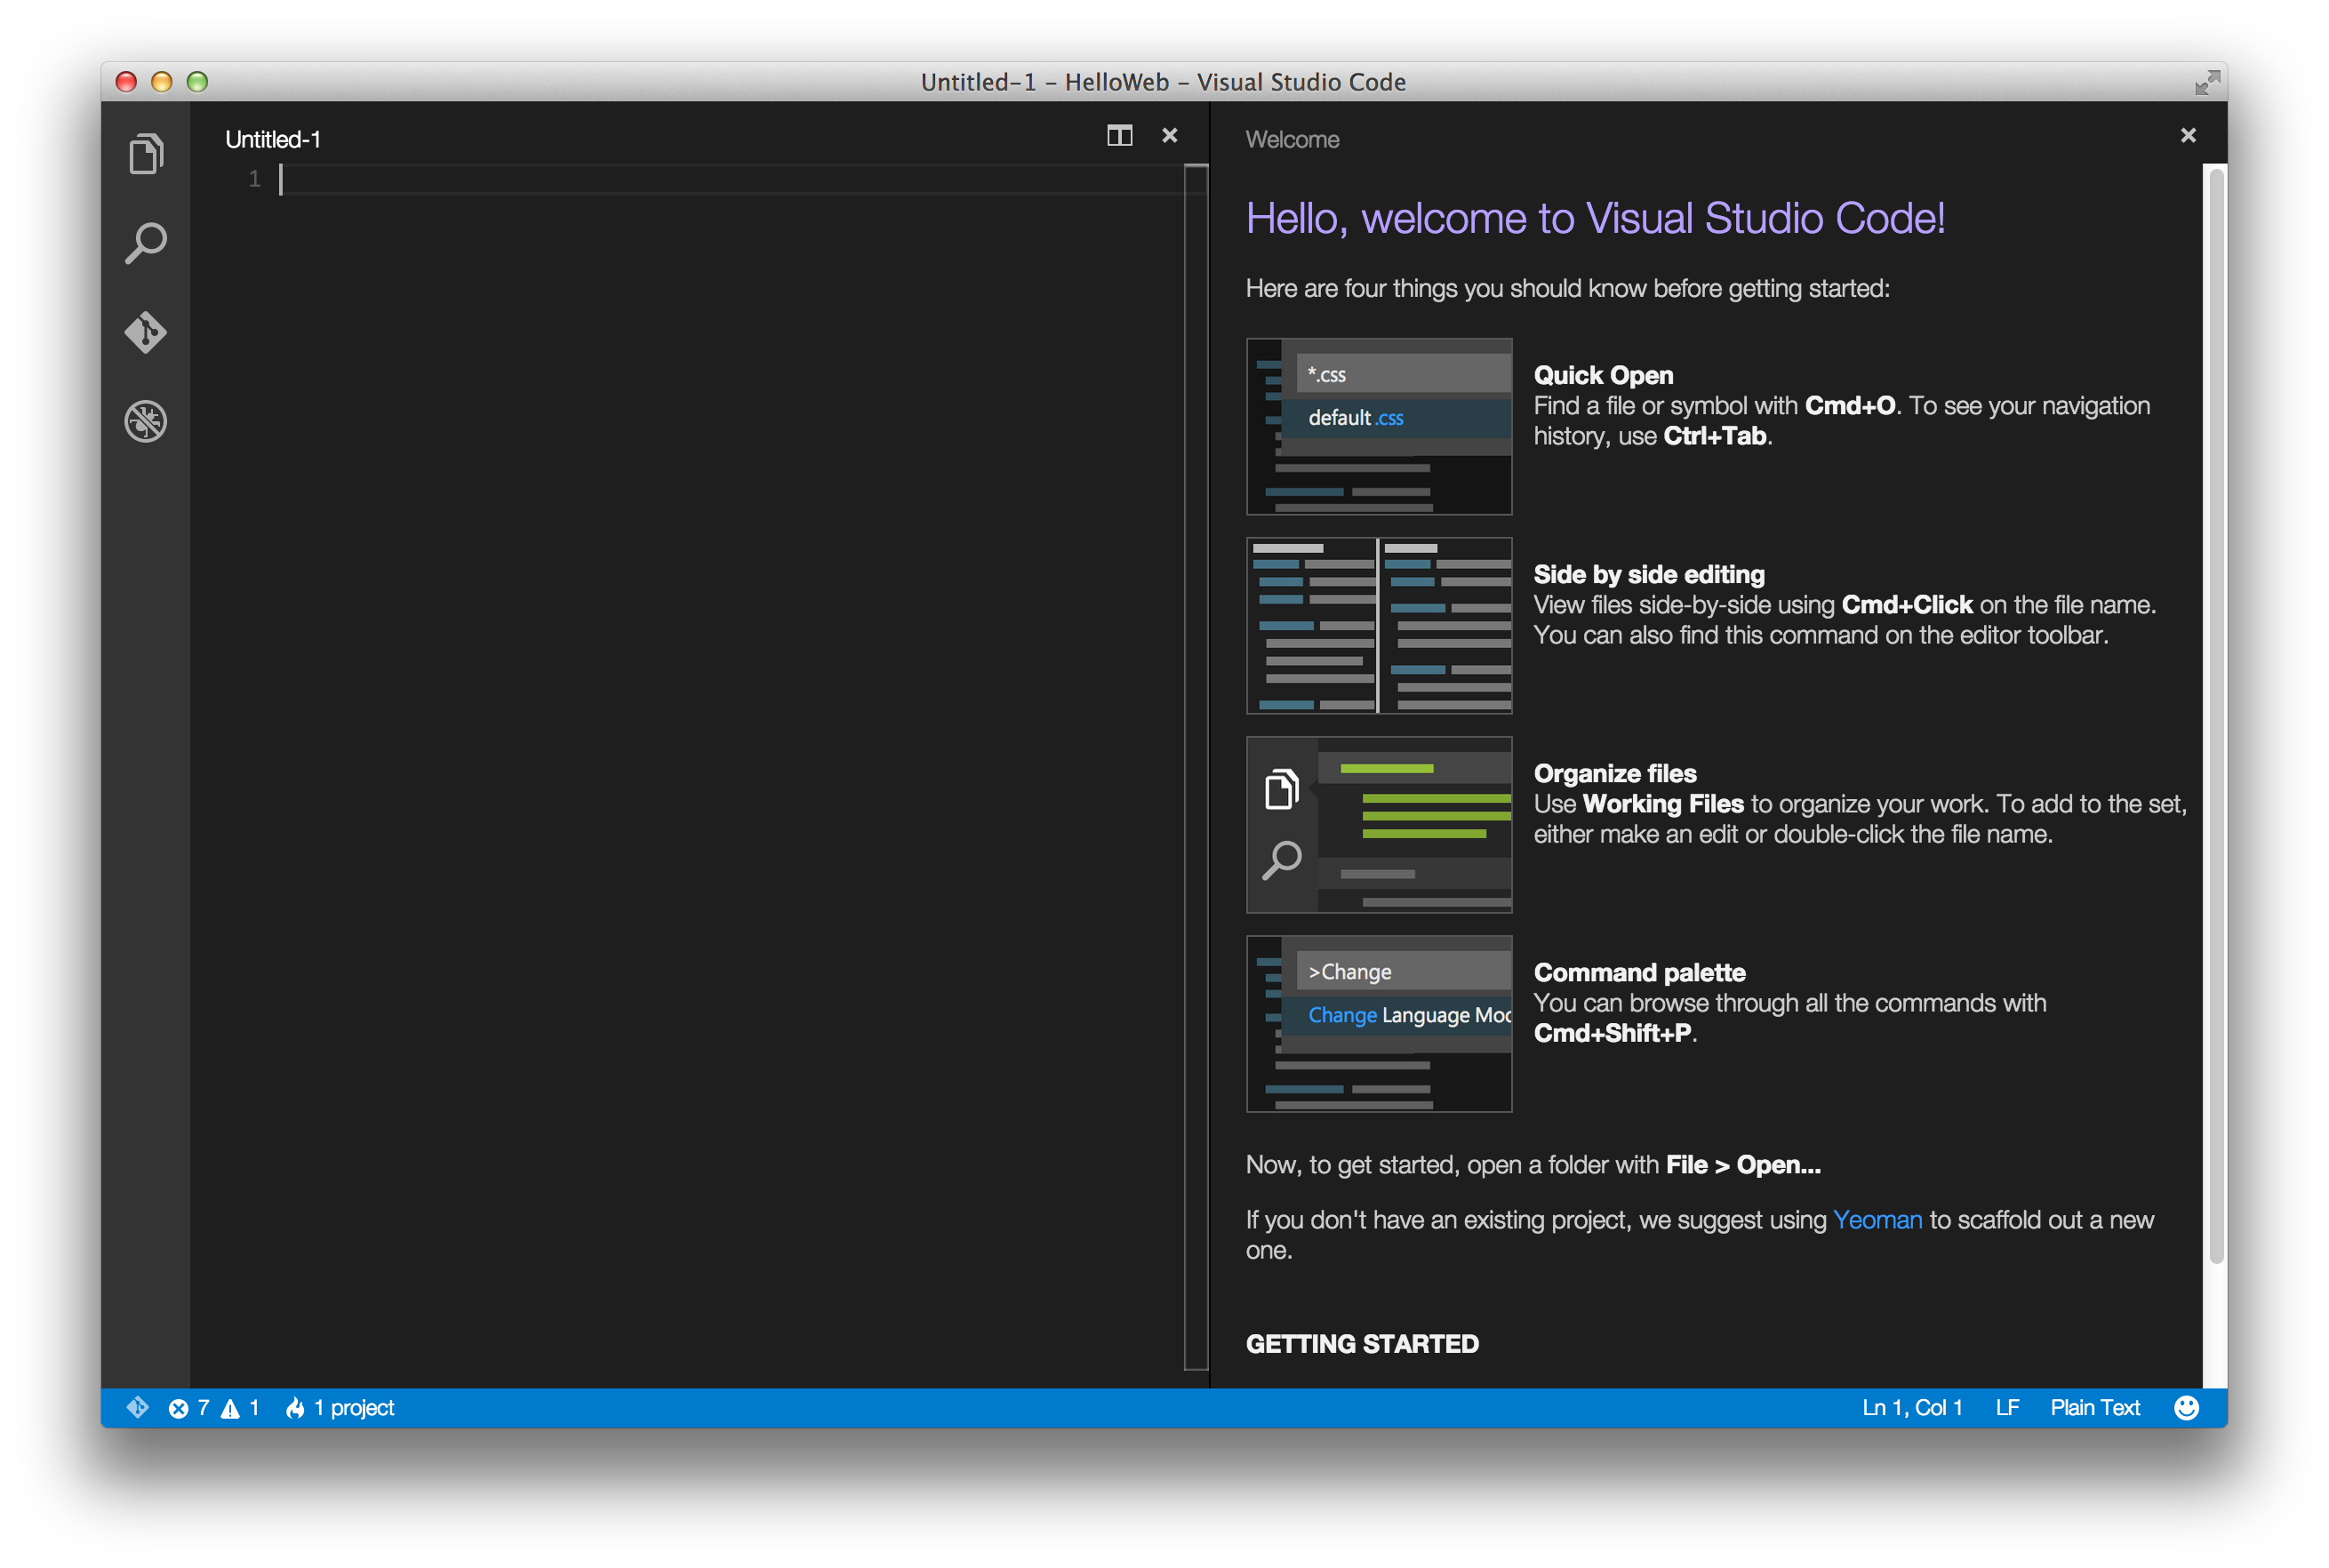 Untitled-1 – HelloWeb – Visual Studio Code
Untitled-1
1
Welcome
Hello, welcome to Visual Studio Code!
Here are four things you should know before getting started:
*.css
default.css
Quick Open
Find a file or symbol with Cmd+O. To see your navigation
history, use Ctrl+Tab.
Side by side editing
View files side-by-side using Cmd+Click on the file name.
You can also find this command on the editor toolbar.
Organize files
Use Working Files to organize your work. To add to the set,
either make an edit or double-click the file name.
>Change
Change Language Moc
Command palette
You can browse through all the commands with
Cmd+Shift+P.
Now, to get started, open a folder with File > Open...
If you don't have an existing project, we suggest using Yeoman to scaffold out a new
one.
GETTING STARTED
7 1 1 project
Ln 1, Col 1 LF Plain Text